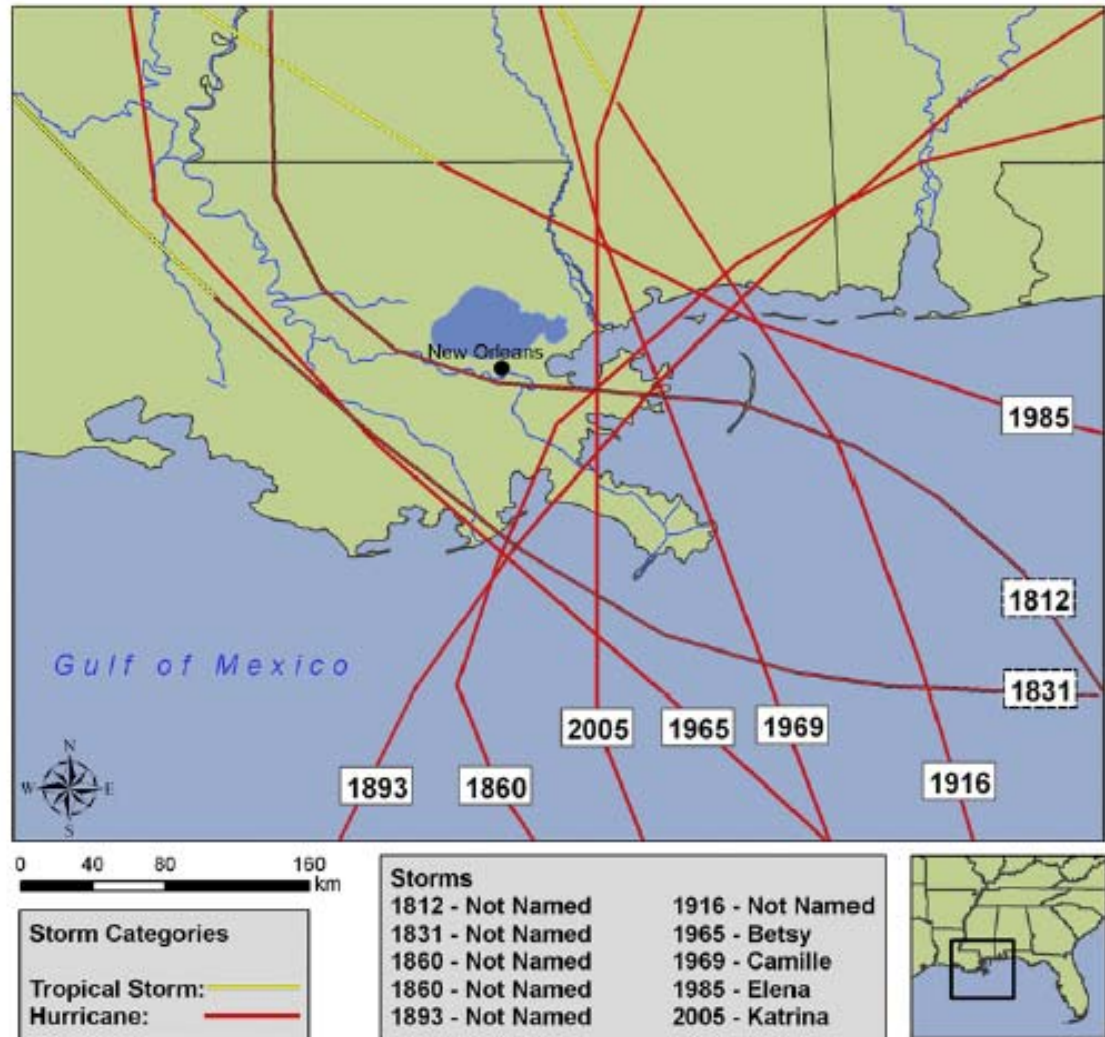 New Orleans
1985
1812
1831
Gulf of Mexico
2005
1965
1969
1893
1860
1916
N
W E
S
0 40 80 160
km
Storm Categories
Tropical Storm:
Hurricane:
Storms
1812 - Not Named
1831 - Not Named
1860 - Not Named
1860 - Not Named
1893 - Not Named
1916 - Not Named
1965 - Betsy
1969 - Camille
1985 - Elena
2005 - Katrina